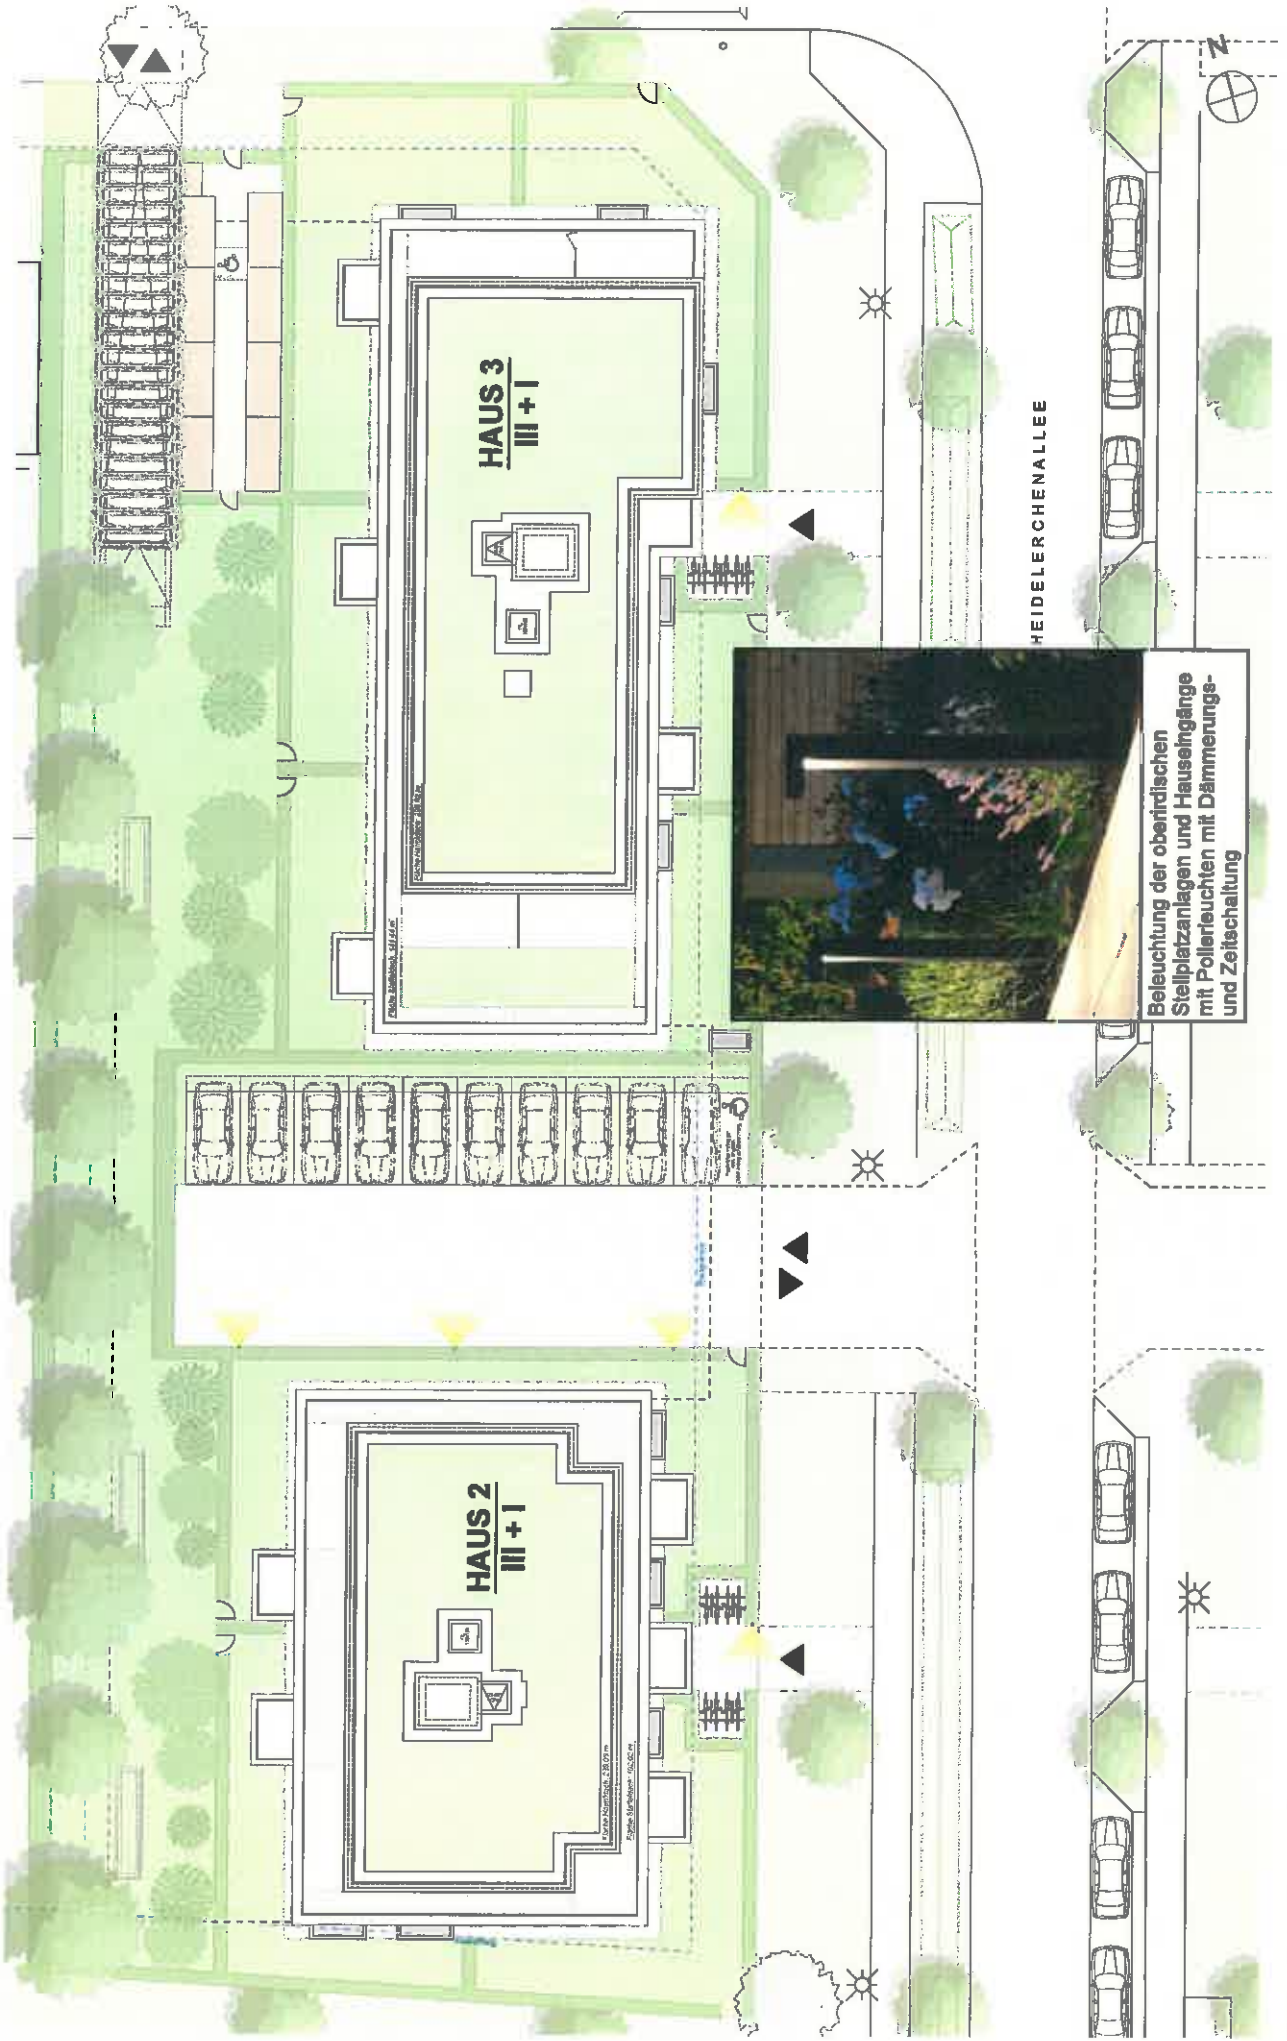 N
HAUS 3
III + I
HEIDELERCHENALLEE
Beleuchtung der oberirdischen
Stellplatzanlagen und Hauseingänge
mit Pollerleuchten mit Dämmerungs-
und Zeitschaltung
HAUS 2
III + I